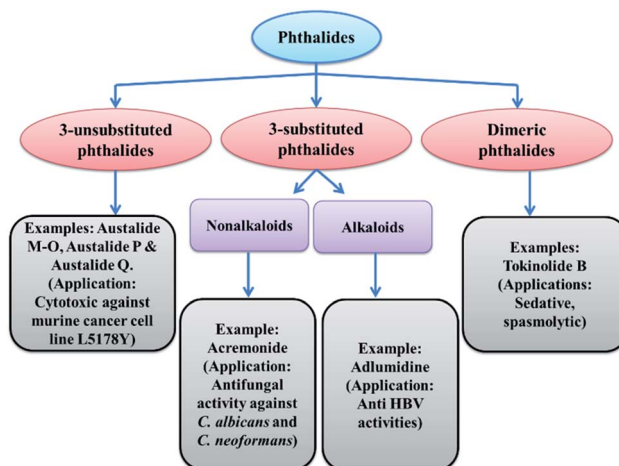 Phthalides
3-unsubstituted
phthalides
3-substituted
phthalides
Dimeric
phthalides
Nonalkaloids
Alkaloids
Examples: Austalide
M-O, Austalide P &
Austalide Q.
(Application:
Cytotoxic against
murine cancer cell
line L5178Y)
Examples:
Tokinolide B
(Applications:
Sedative,
spasmolytic)
Example:
Acremonide
(Application:
Antifungal
activity against
C. albicans and
C. neoformans)
Example:
Adlumidine
(Application:
Anti HBV
activities)